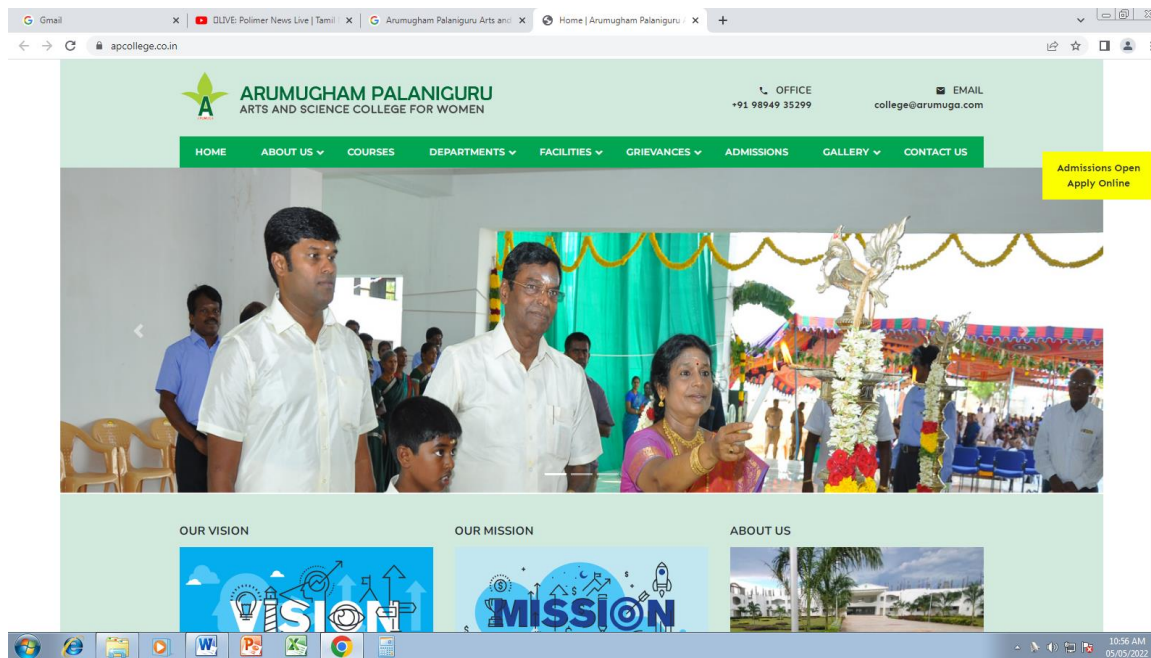 Gmail
LIVE: Polimer News Live | Tamil
Arumugham Palaniguru Arts and
Home | Arumugham Palaniguru
apcollege.co.in
ARUMUGHAM PALANIGURU
ARTS AND SCIENCE COLLEGE FOR WOMEN
OFFICE
+91 98949 35299
EMAIL
college@arumuga.com
HOME ABOUT US COURSES DEPARTMENTS FACILITIES GRIEVANCES ADMISSIONS GALLERY CONTACT US
Admissions Open
Apply Online
OUR VISION
OUR MISSION
ABOUT US
VISION
MISSION
10:56 AM
05/05/2022